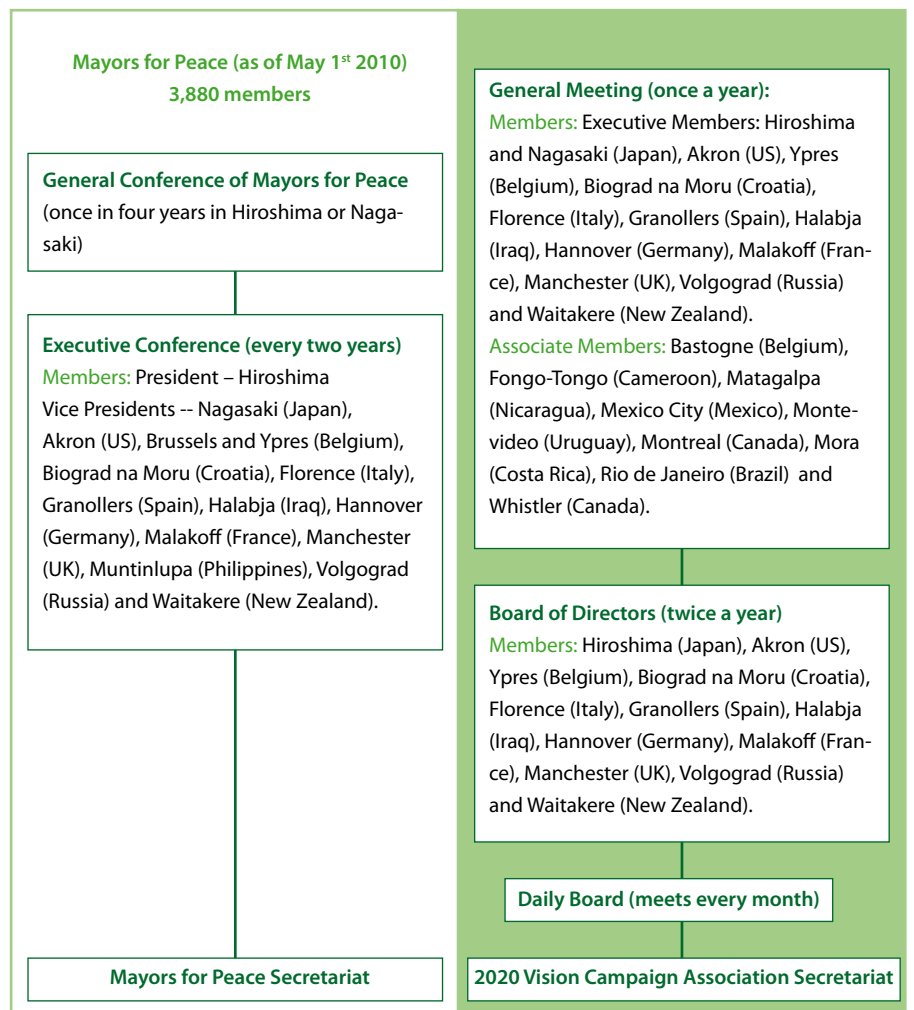 Mayors for Peace (as of May 1st 2010)
3,880 members
General Conference of Mayors for Peace
(once in four years in Hiroshima or Naga-
saki)
Executive Conference (every two years)
Members: President – Hiroshima
Vice Presidents -- Nagasaki (Japan),
Akron (US), Brussels and Ypres (Belgium),
Biograd na Moru (Croatia), Florence (Italy),
Granollers (Spain), Halabja (Iraq), Hannover
(Germany), Malakoff (France), Manchester
(UK), Muntinlupa (Philippines), Volgograd
(Russia) and Waitakere (New Zealand).
Mayors for Peace Secretariat
General Meeting (once a year):
Members: Executive Members: Hiroshima
and Nagasaki (Japan), Akron (US), Ypres
(Belgium), Biograd na Moru (Croatia),
Florence (Italy), Granollers (Spain), Halabja
(Iraq), Hannover (Germany), Malakoff (Fran-
ce), Manchester (UK), Volgograd (Russia)
and Waitakere (New Zealand).
Associate Members: Bastogne (Belgium),
Fongo-Tongo (Cameroon), Matagalpa
(Nicaragua), Mexico City (Mexico), Monte-
video (Uruguay), Montreal (Canada), Mora
(Costa Rica), Rio de Janeiro (Brazil) and
Whistler (Canada).
Board of Directors (twice a year)
Members: Hiroshima (Japan), Akron (US),
Ypres (Belgium), Biograd na Moru (Croatia),
Florence (Italy), Granollers (Spain), Halabja
(Iraq), Hannover (Germany), Malakoff (Fran-
ce), Manchester (UK), Volgograd (Russia)
and Waitakere (New Zealand).
Daily Board (meets every month)
2020 Vision Campaign Association Secretariat